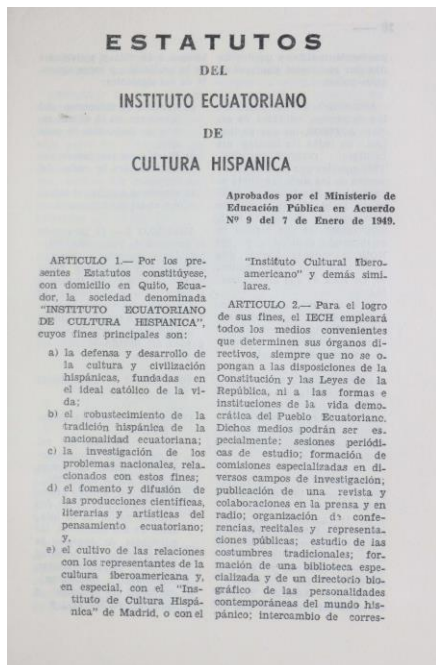 ESTATUTOS
DEL
INSTITUTO ECUATORIANO
DE
CULTURA HISPANICA
Aprobados por el Ministerio de
Educación Pública en Acuerdo
Nº 9 del 7 de Enero de 1949.
ARTICULO 1.— Por los pre-
sentes Estatutos constitúyese,
con domicilio en Quito, Ecua-
dor, la sociedad denominada
"INSTITUTO ECUATORIANO
DE CULTURA HISPANICA",
cuyos fines principales son:
a) la defensa y desarrollo de
la cultura y civilización
hispánicas, fundadas en
el ideal católico de la vi-
da;
b) el robustecimiento de la
tradición hispánica de la
nacionalidad ecuatoriana;
c) la investigación de los
problemas nacionales, rela-
cionados con estos fines;
d) el fomento y difusión de
las producciones científicas,
literarias y artísticas del
pensamiento ecuatoriano;
y,
e) el cultivo de las relaciones
con los representantes de la
cultura iberoamericana y,
en especial, con el "Ins-
tituto de Cultura Hispá-
nica" de Madrid, o con el
"Instituto Cultural Ibero-
americano" y demás simi-
lares.
ARTICULO 2.— Para el logro
de sus fines, el IECH empleará
todos los medios convenientes
que determinen sus órganos di-
rectivos, siempre que no se o-
pongan a las disposiciones de la
Constitución y las Leyes de la
República, ni a las formas e
instituciones de la vida demo-
crática del Pueblo Ecuatoriano.
Dichos medios podrán ser es-
pecialmente: sesiones periódi-
cas de estudio; formación de
comisiones especializadas en di-
versos campos de investigación;
publicación de una revista y
colaboraciones en la prensa y en
radio; organización de confe-
rencias, recitales y representa-
ciones públicas; estudio de las
costumbres tradicionales; for-
mación de una biblioteca espe-
cializada y de un directorio bio-
gráfico de las personalidades
contemporáneas del mundo his-
pánico; intercambio de corres-